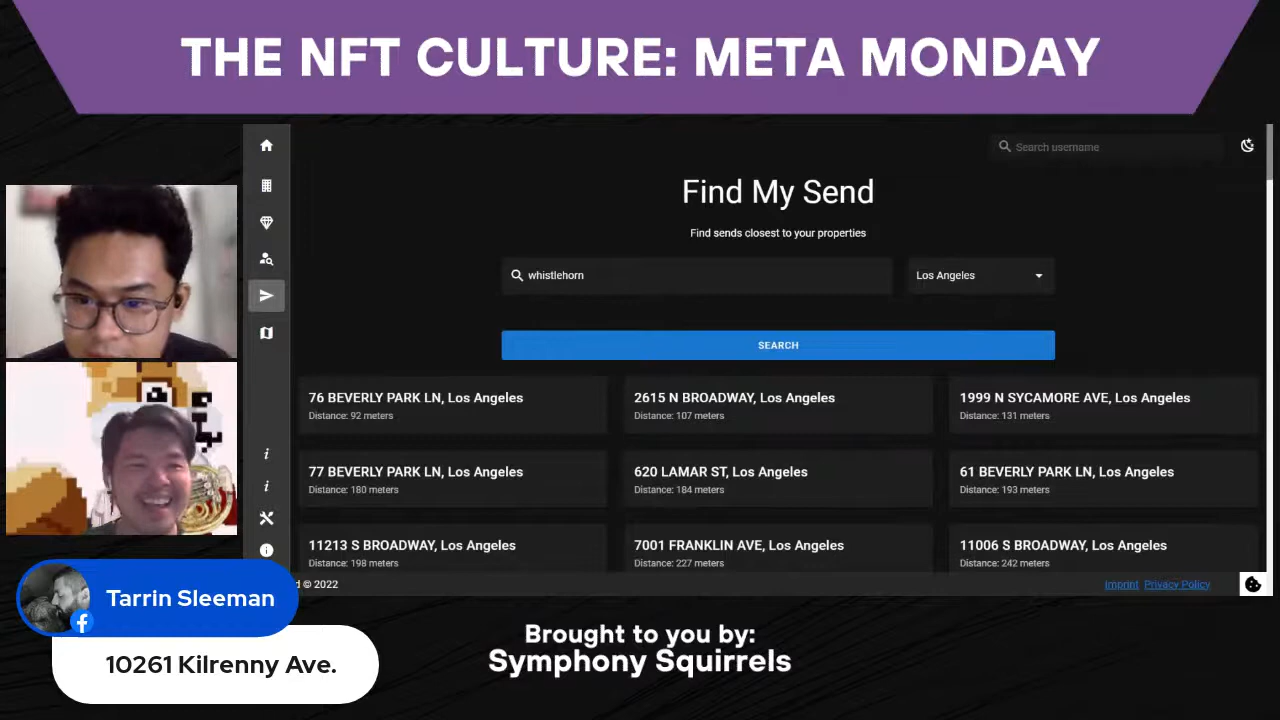 THE NFT CULTURE: META MONDAY
Search username
Find My Send
Find sends closest to your properties
whistlehorn
Los Angeles
SEARCH
76 BEVERLY PARK LN, Los Angeles
Distance: 92 meters
2615 N BROADWAY, Los Angeles
Distance: 107 meters
1999 N SYCAMORE AVE, Los Angeles
Distance: 131 meters
77 BEVERLY PARK LN, Los Angeles
Distance: 180 meters
620 LAMAR ST, Los Angeles
Distance: 184 meters
61 BEVERLY PARK LN, Los Angeles
Distance: 193 meters
11213 S BROADWAY, Los Angeles
Distance: 198 meters
7001 FRANKLIN AVE, Los Angeles
Distance: 227 meters
11006 S BROADWAY, Los Angeles
Distance: 242 meters
d © 2022
Imprint Privacy Policy
Tarrin Sleeman
10261 Kilrenny Ave.
Brought to you by:
Symphony Squirrels